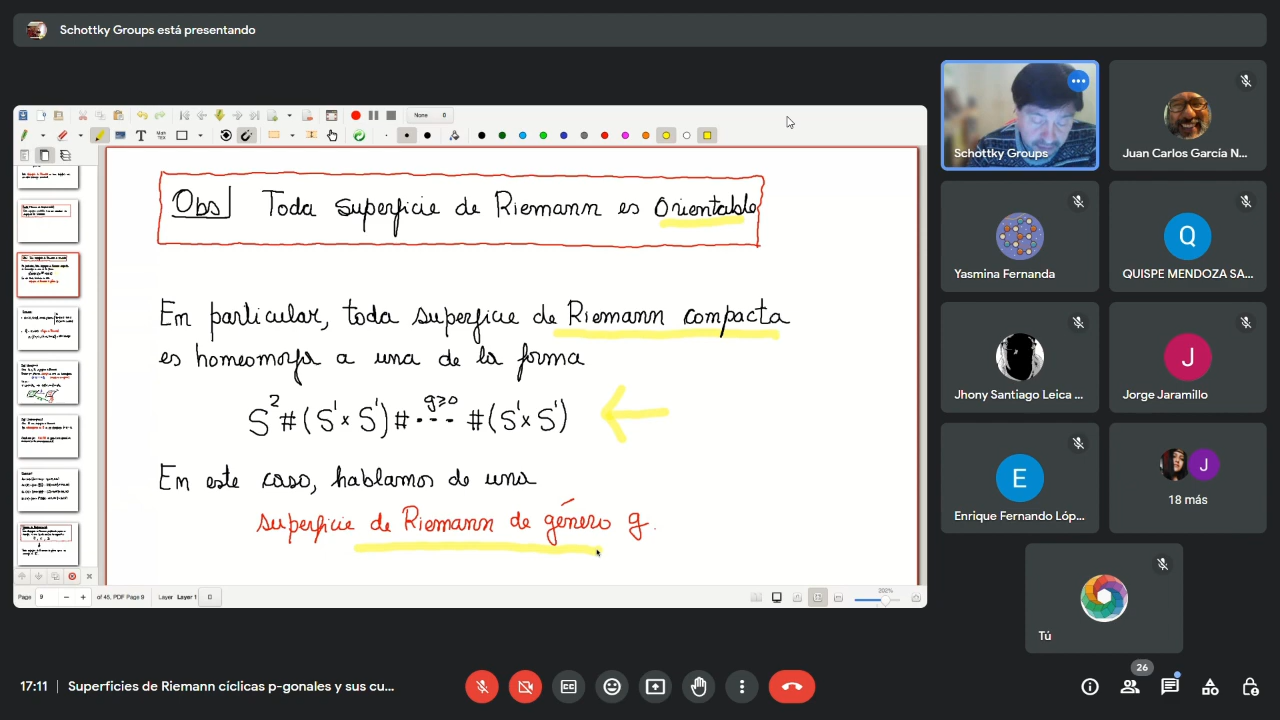 Schottky Groups está presentando
None 0
Obs Toda superficie de Riemann es Orientable
En particular, toda superficie de Riemann compacta
es homeomorfa a una de la forma
S² # (S¹ × S¹) # g≥0 ... # (S¹ × S¹)
En este caso, hablamos de una
superficie de Riemann de género g.
Page 9 of 45, PDF Page 9 Layer Layer 1 0
202%
Schottky Groups
Juan Carlos García N...
Yasmina Fernanda
Q
QUISPE MENDOZA SA...
Jhony Santiago Leica ...
J
Jorge Jaramillo
E
Enrique Fernando Lóp...
J
18 más
Tú
17:11 | Superficies de Riemann cíclicas p-gonales y sus cu...
26